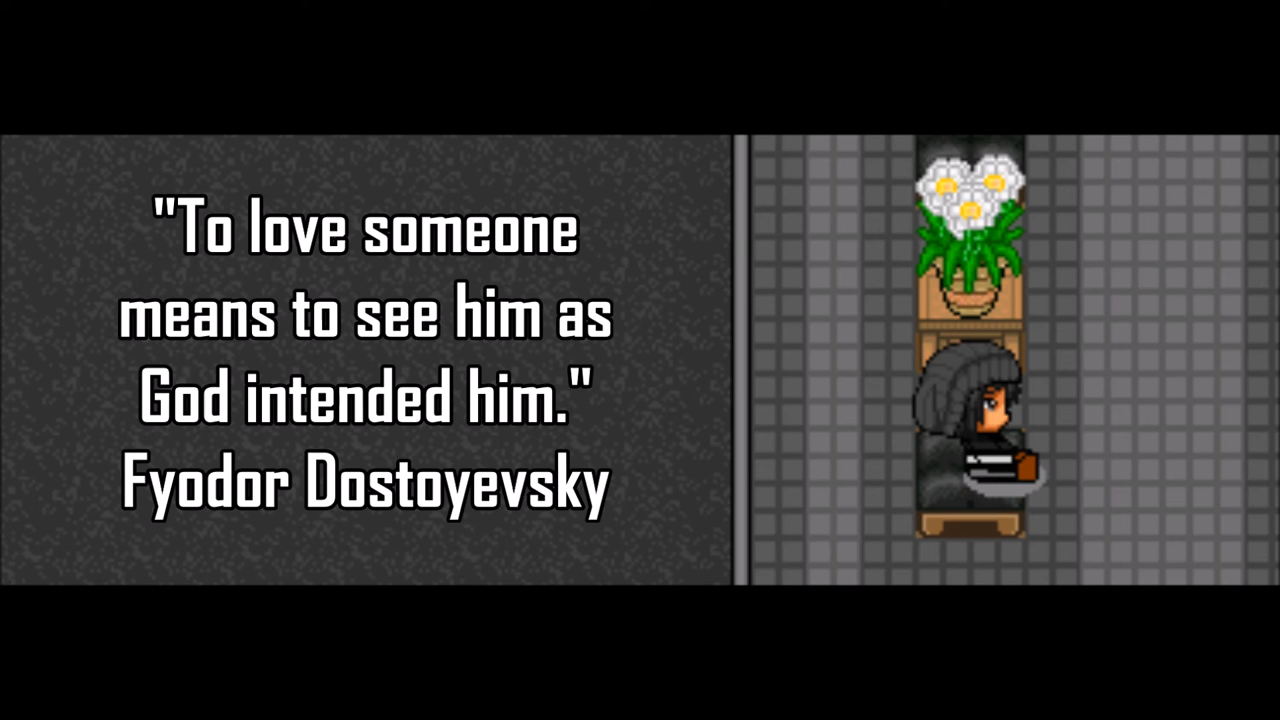 "To love someone
means to see him as
God intended him."
Fyodor Dostoyevsky